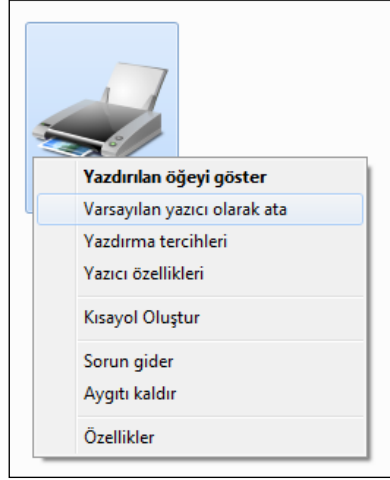 Yazdırılan öğeyi göster
Varsayılan yazıcı olarak ata
Yazdırma tercihleri
Yazıcı özellikleri
Kısayol Oluştur
Sorun gider
Aygıtı kaldır
Özellikler